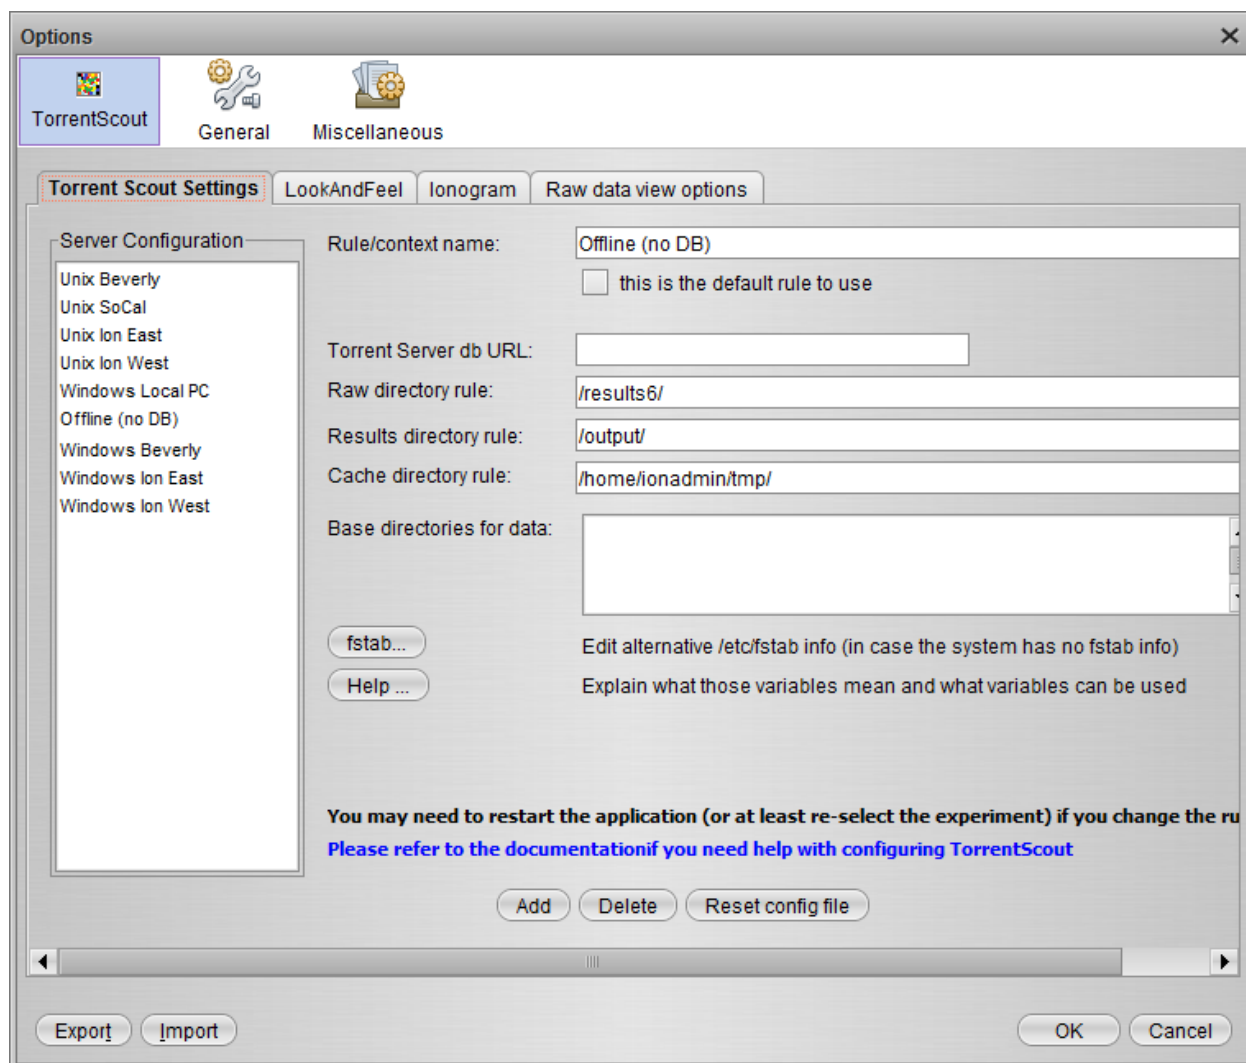 Options
TorrentScout
General
Miscellaneous
Torrent Scout Settings
LookAndFeel
Ionogram
Raw data view options
Server Configuration
Unix Beverly
Unix SoCal
Unix Ion East
Unix Ion West
Windows Local PC
Offline (no DB)
Windows Beverly
Windows Ion East
Windows Ion West
Rule/context name:
Offline (no DB)
this is the default rule to use
Torrent Server db URL:
Raw directory rule:
/results6/
Results directory rule:
/output/
Cache directory rule:
/home/ionadmin/tmp/
Base directories for data:
fstab...
Edit alternative /etc/fstab info (in case the system has no fstab info)
Help ...
Explain what those variables mean and what variables can be used
You may need to restart the application (or at least re-select the experiment) if you change the ru
Please refer to the documentationif you need help with configuring TorrentScout
Add
Delete
Reset config file
Export
Import
OK
Cancel